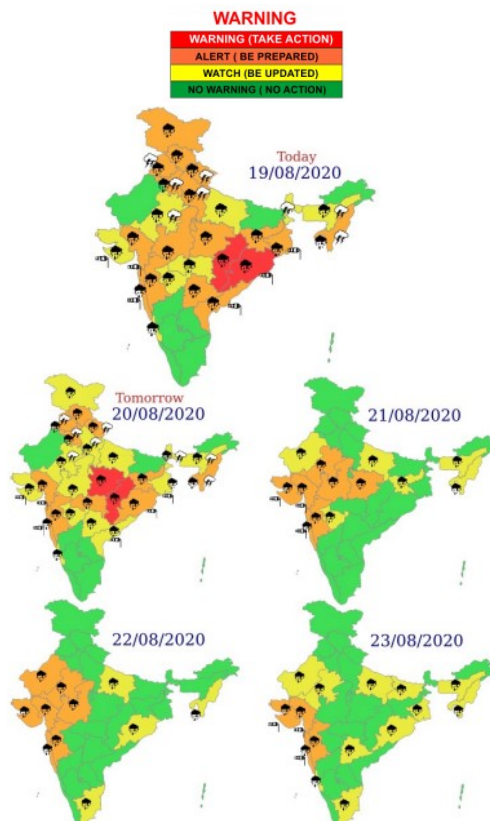 WARNING
WARNING (TAKE ACTION)
ALERT ( BE PREPARED)
WATCH (BE UPDATED)
NO WARNING ( NO ACTION)
Today
19/08/2020
Tomorrow
20/08/2020
21/08/2020
22/08/2020
23/08/2020